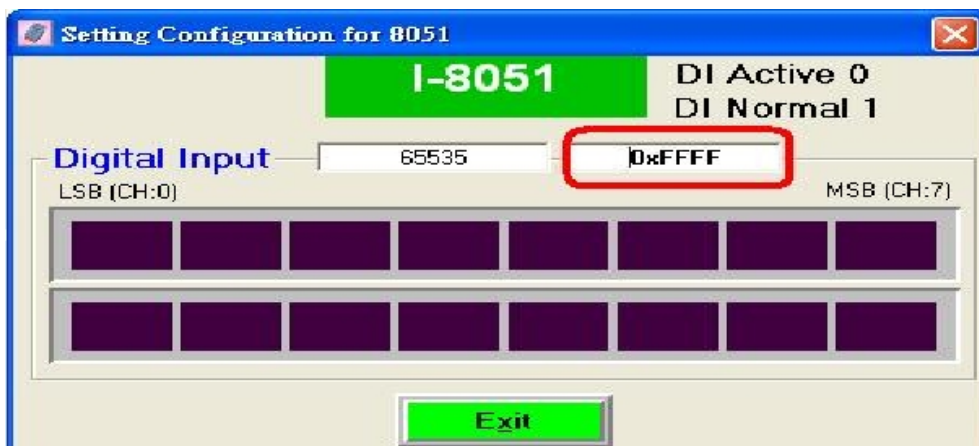 Setting Configuration for 8051
I-8051
DI Active 0
DI Normal 1
Digital Input
65535
0xFFFF
LSB (CH:0)
MSB (CH:7)
Exit